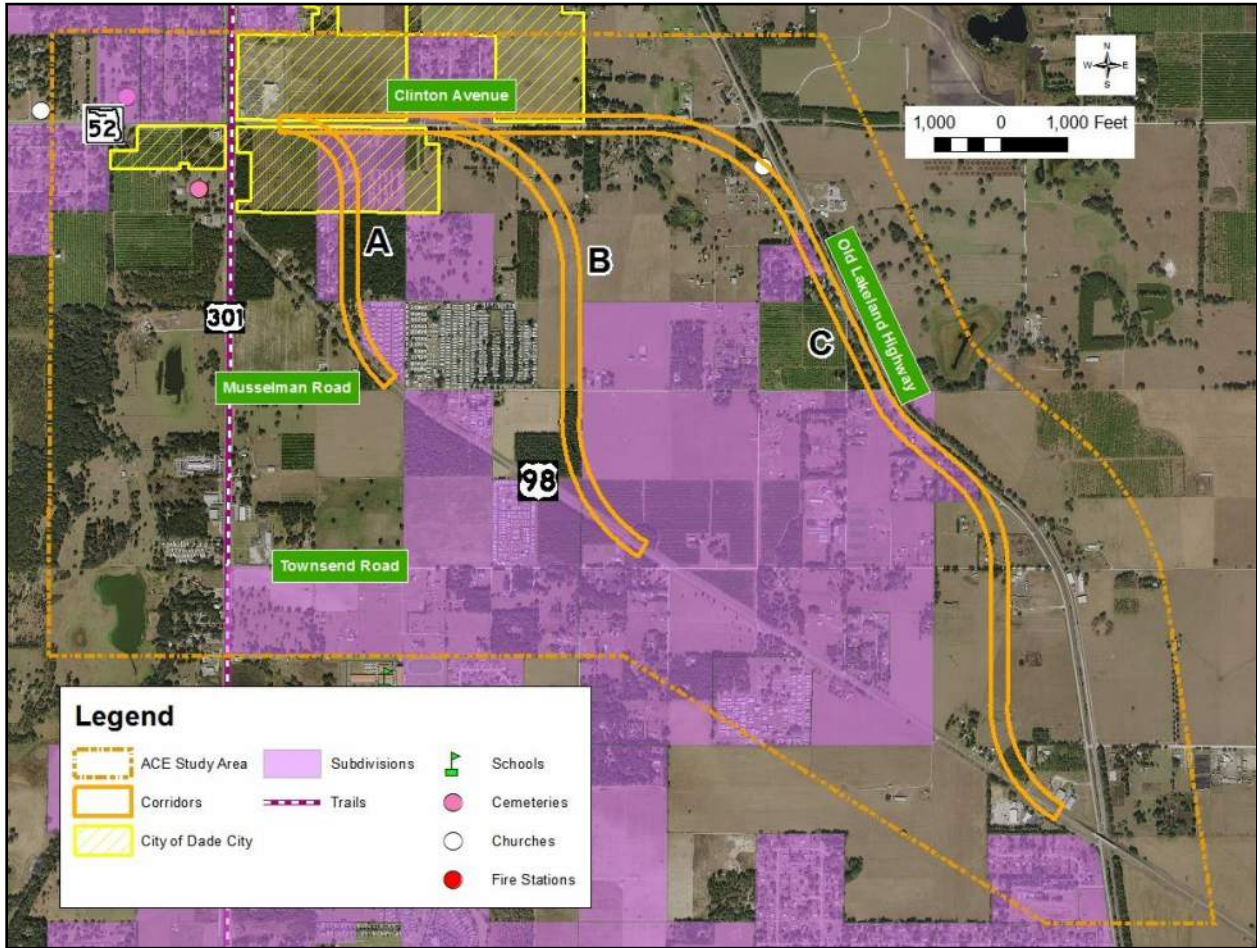 N
W E
S
Clinton Avenue
52
1,000 0 1,000 Feet
A
B
Old Lakeland Highway
301
C
Musselman Road
98
Townsend Road
Legend
ACE Study Area
Subdivisions
Schools
Corridors
Trails
Cemeteries
City of Dade City
Churches
Fire Stations